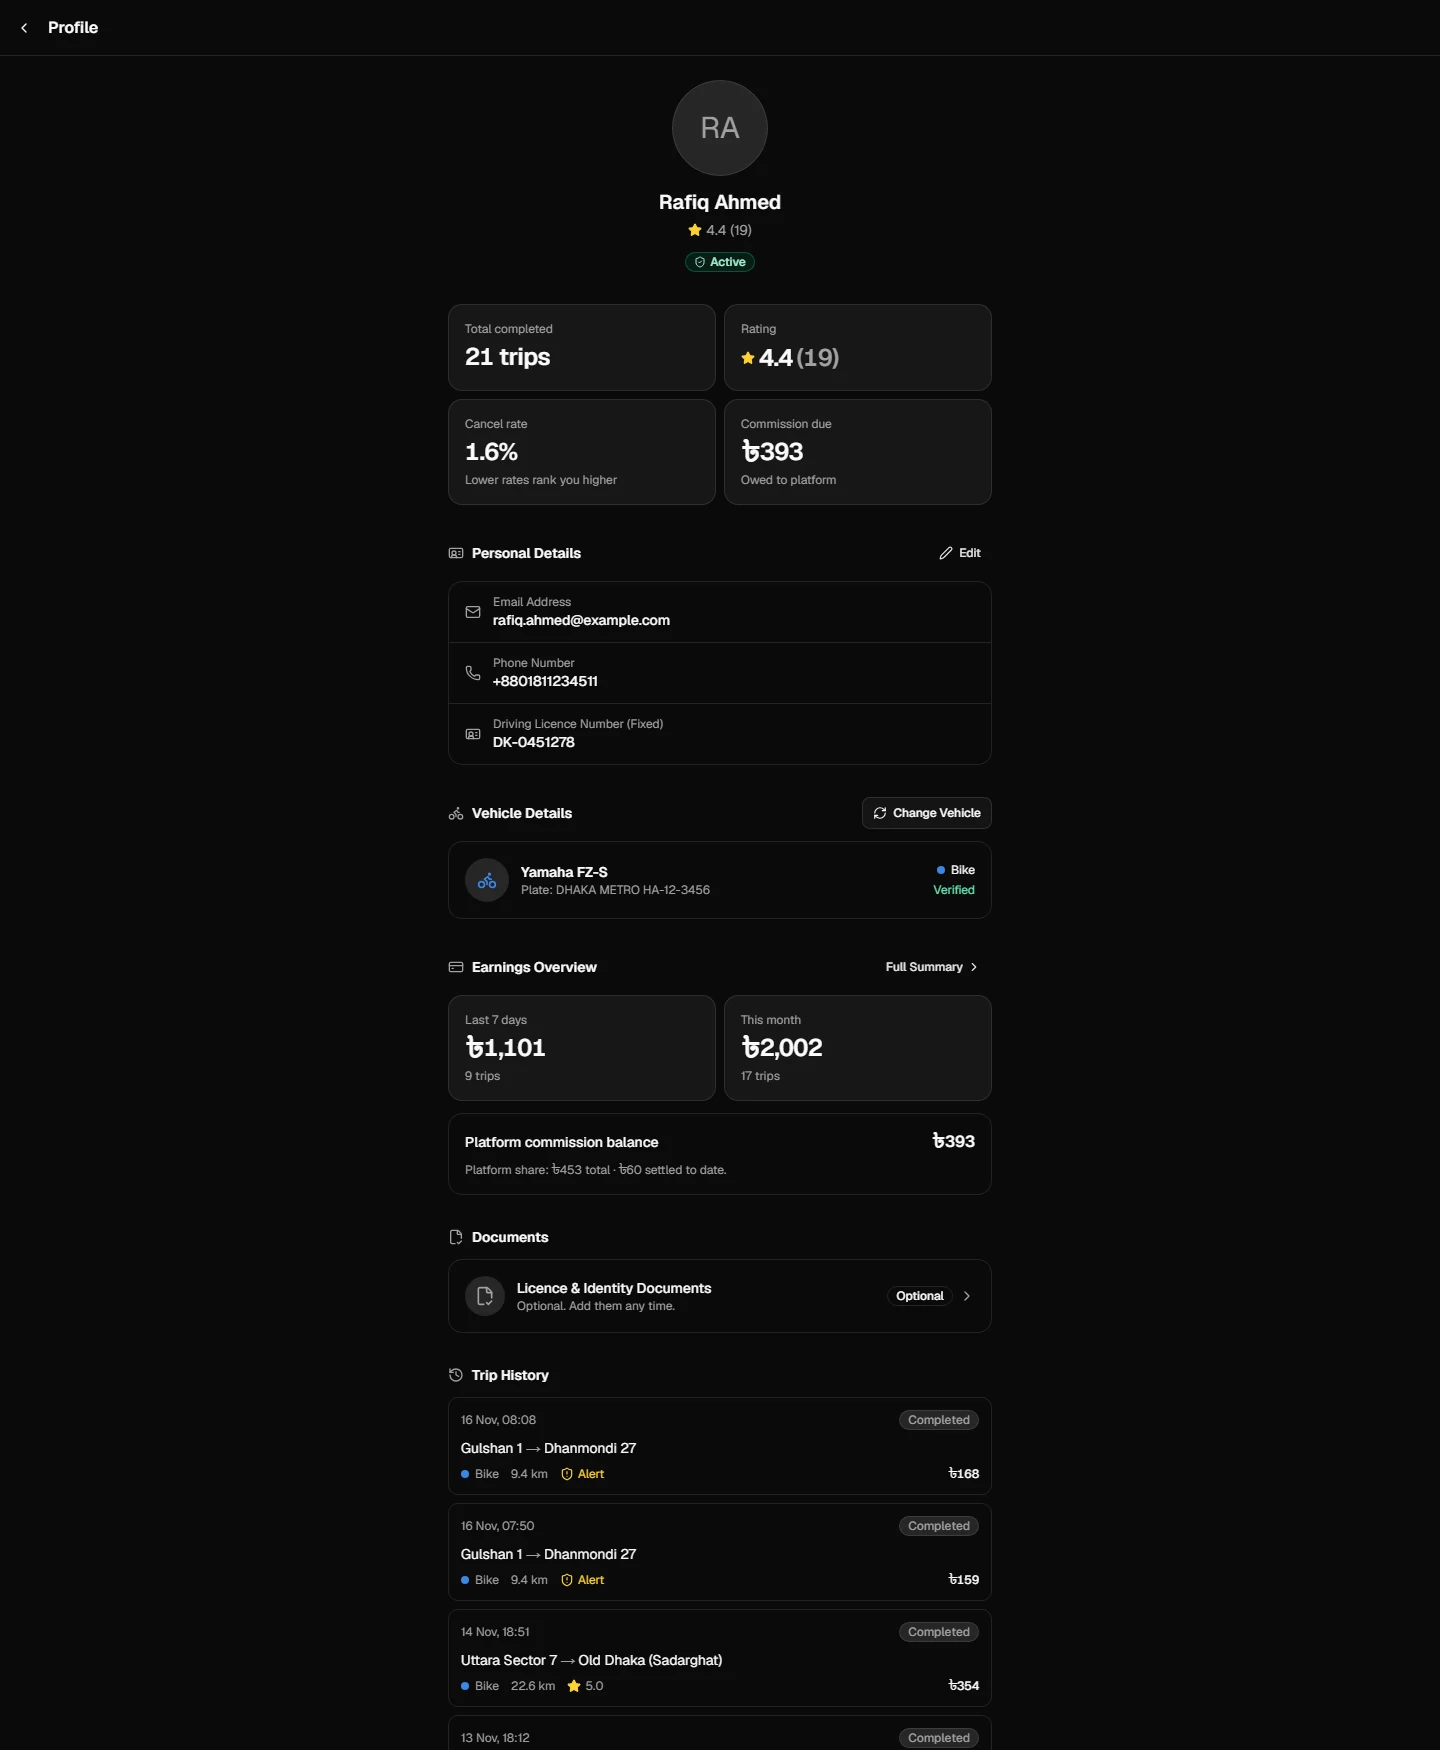 Profile
RA
Rafiq Ahmed
4.4 (19)
Active
Total completed
21 trips
Rating
4.4 (19)
Cancel rate
1.6%
Lower rates rank you higher
Commission due
৳393
Owed to platform
Personal Details
Edit
Email Address
rafiq.ahmed@example.com
Phone Number
+8801811234511
Driving Licence Number (Fixed)
DK-0451278
Vehicle Details
Change Vehicle
Yamaha FZ-S
Plate: DHAKA METRO HA-12-3456
Bike
Verified
Earnings Overview
Full Summary
Last 7 days
৳1,101
9 trips
This month
৳2,002
17 trips
Platform commission balance
৳393
Platform share: ৳453 total · ৳60 settled to date.
Documents
Licence & Identity Documents
Optional. Add them any time.
Optional
Trip History
16 Nov, 08:08
Completed
Gulshan 1 → Dhanmondi 27
Bike 9.4 km Alert
৳168
16 Nov, 07:50
Completed
Gulshan 1 → Dhanmondi 27
Bike 9.4 km Alert
৳159
14 Nov, 18:51
Completed
Uttara Sector 7 → Old Dhaka (Sadarghat)
Bike 22.6 km 5.0
৳354
13 Nov, 18:12
Completed